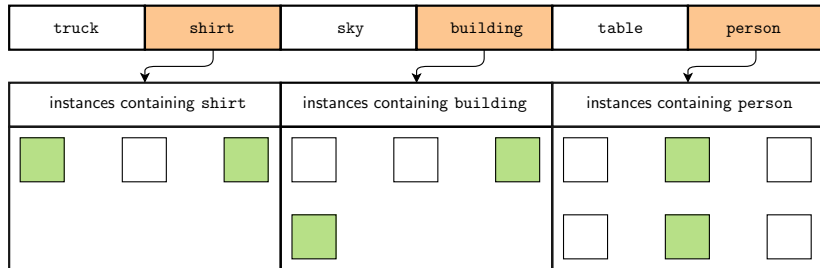 truck shirt sky building table person
instances containing shirt instances containing building instances containing person